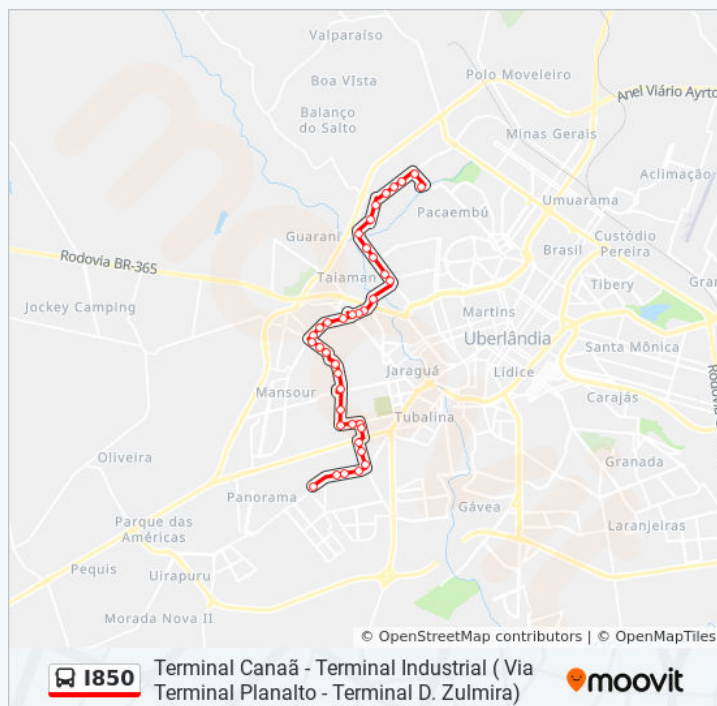 Valparaíso
Boa VIsta
Polo Moveleiro
Balanço
do Salto
Anel Viário Ayrto
Minas Gerais
Aclimação
Pacaembú
Umuarama
Guarani
Custódio
Pereira
Brasil
Rodovia BR-365
Taiaman
Tibery
Gran
Jockey Camping
Martins
Uberlândia
Santa Mônica
Rodovia
Jaraguá
Lídice
Mansour
Carajás
Tubalina
Oliveira
Granada
Panorama
Gávea
Laranjeiras
Parque das
Américas
Pequis
Uirapuru
Morada Nova II
© OpenStreetMap contributors | © OpenMapTiles
I850
Terminal Canaã - Terminal Industrial ( Via
Terminal Planalto - Terminal D. Zulmira)
moovit